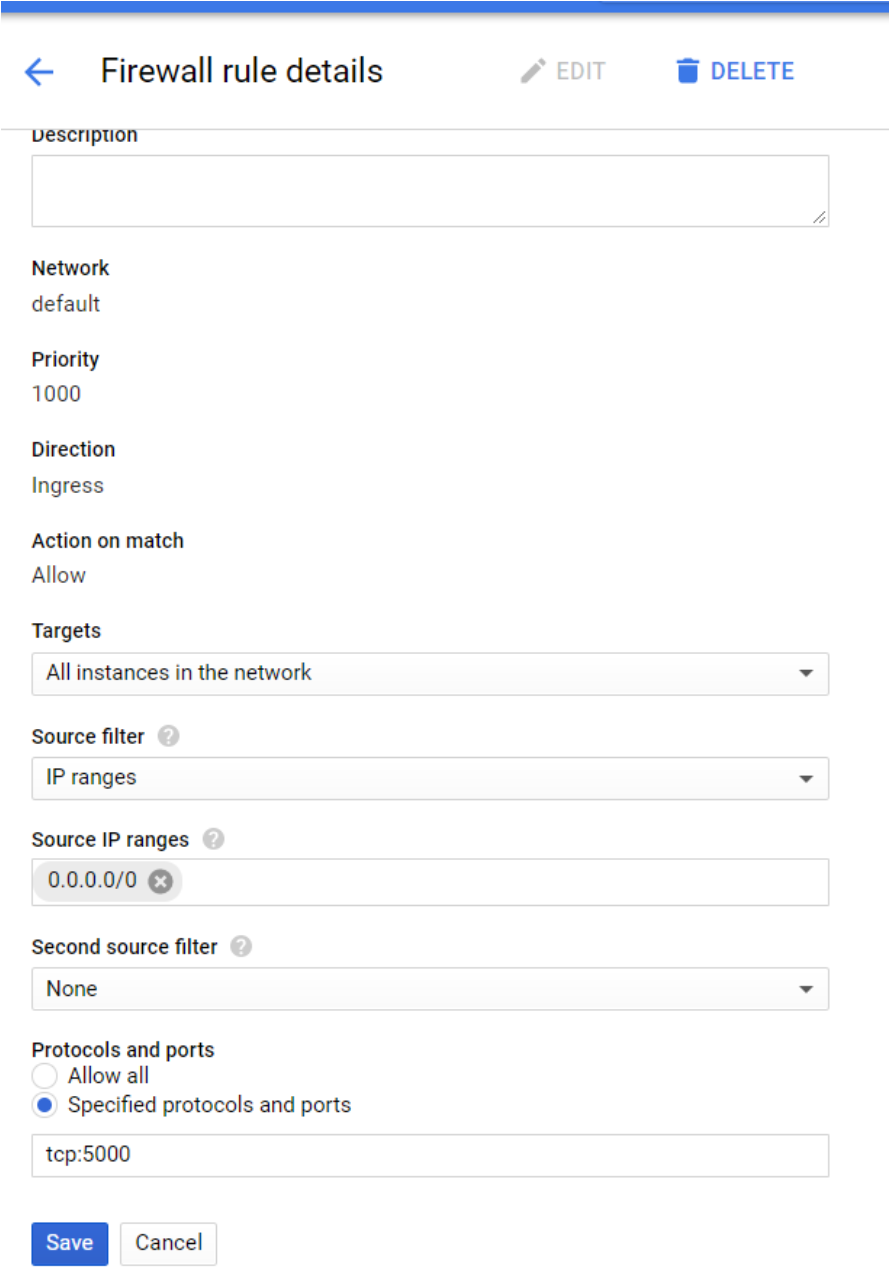 Firewall rule details
EDIT
DELETE
Description
Network
default
Priority
1000
Direction
Ingress
Action on match
Allow
Targets
All instances in the network
Source filter ?
IP ranges
Source IP ranges ?
0.0.0.0/0
Second source filter ?
None
Protocols and ports
Allow all
Specified protocols and ports
tcp:5000
Save
Cancel